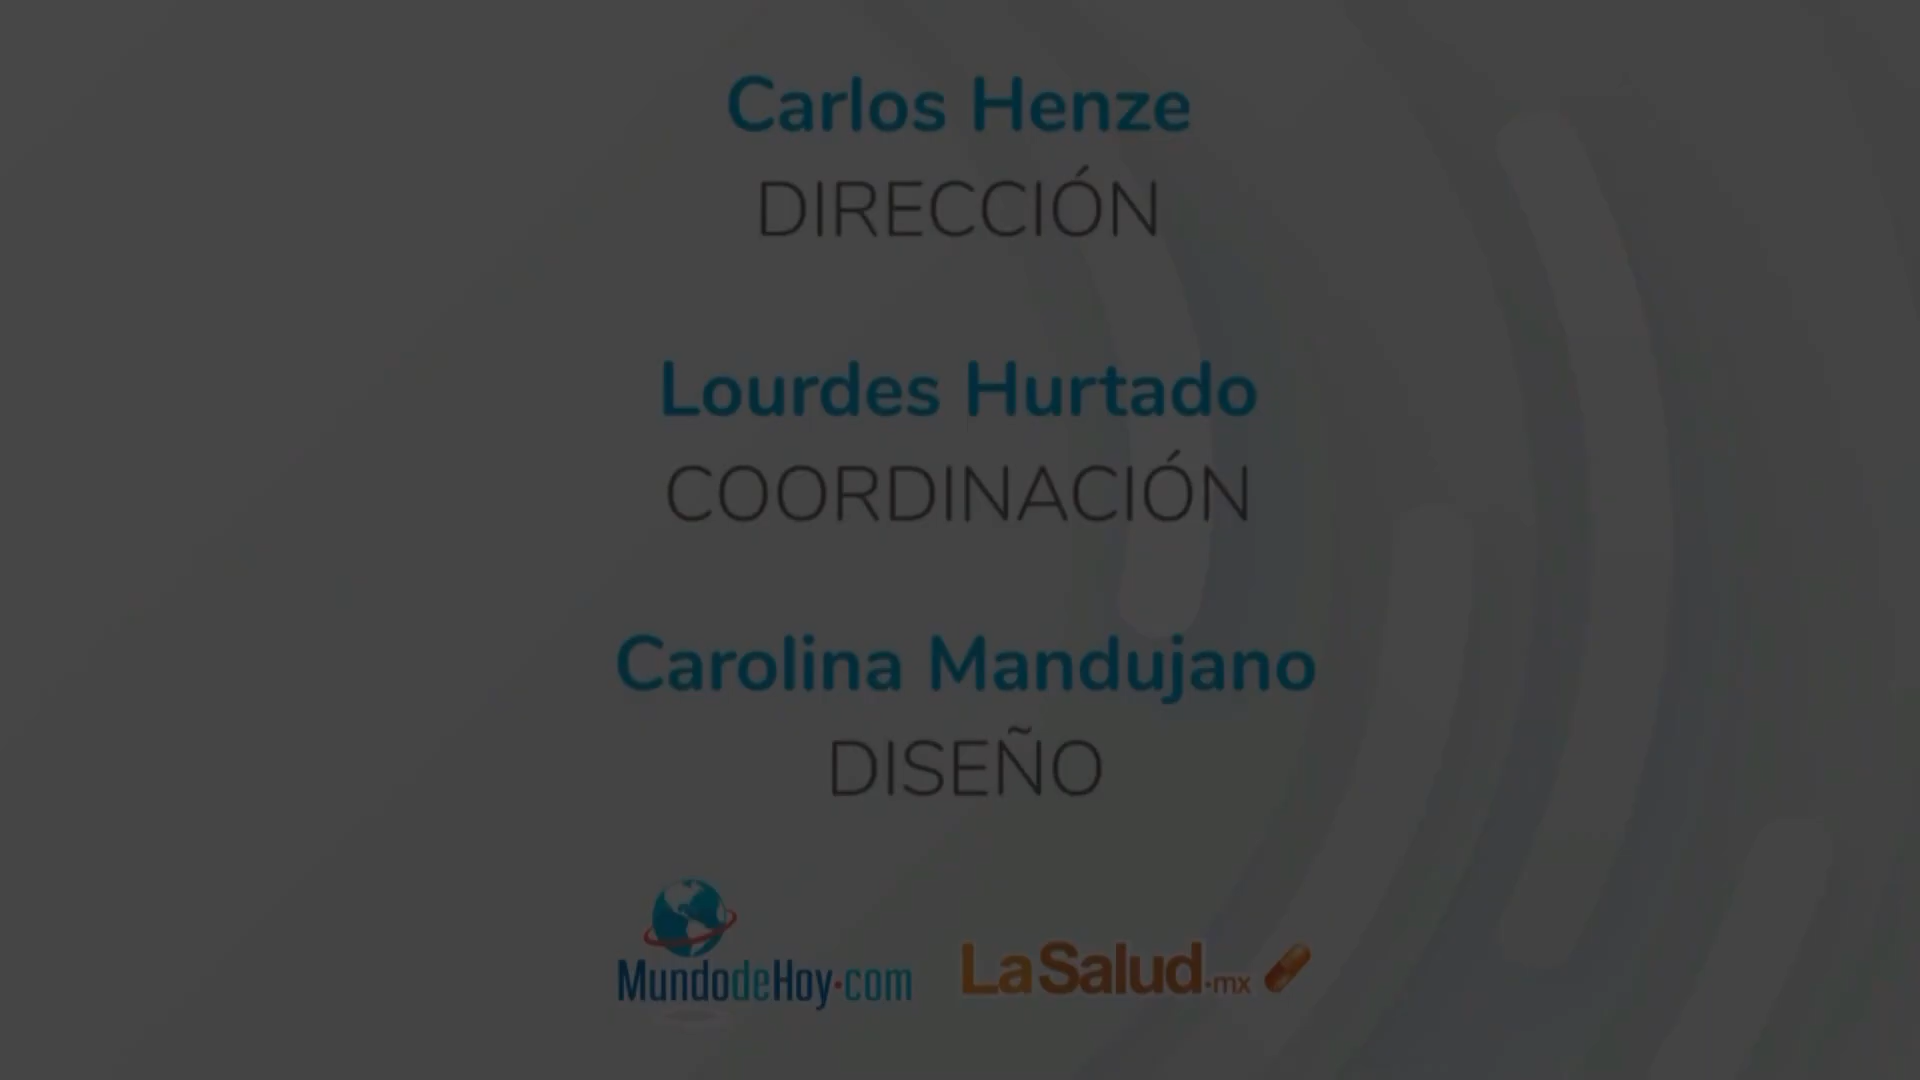 Carlos Henze
DIRECCIÓN
Lourdes Hurtado
COORDINACIÓN
Carolina Mandujano
DISEÑO
MundodeHoy.com
LaSalud.mx